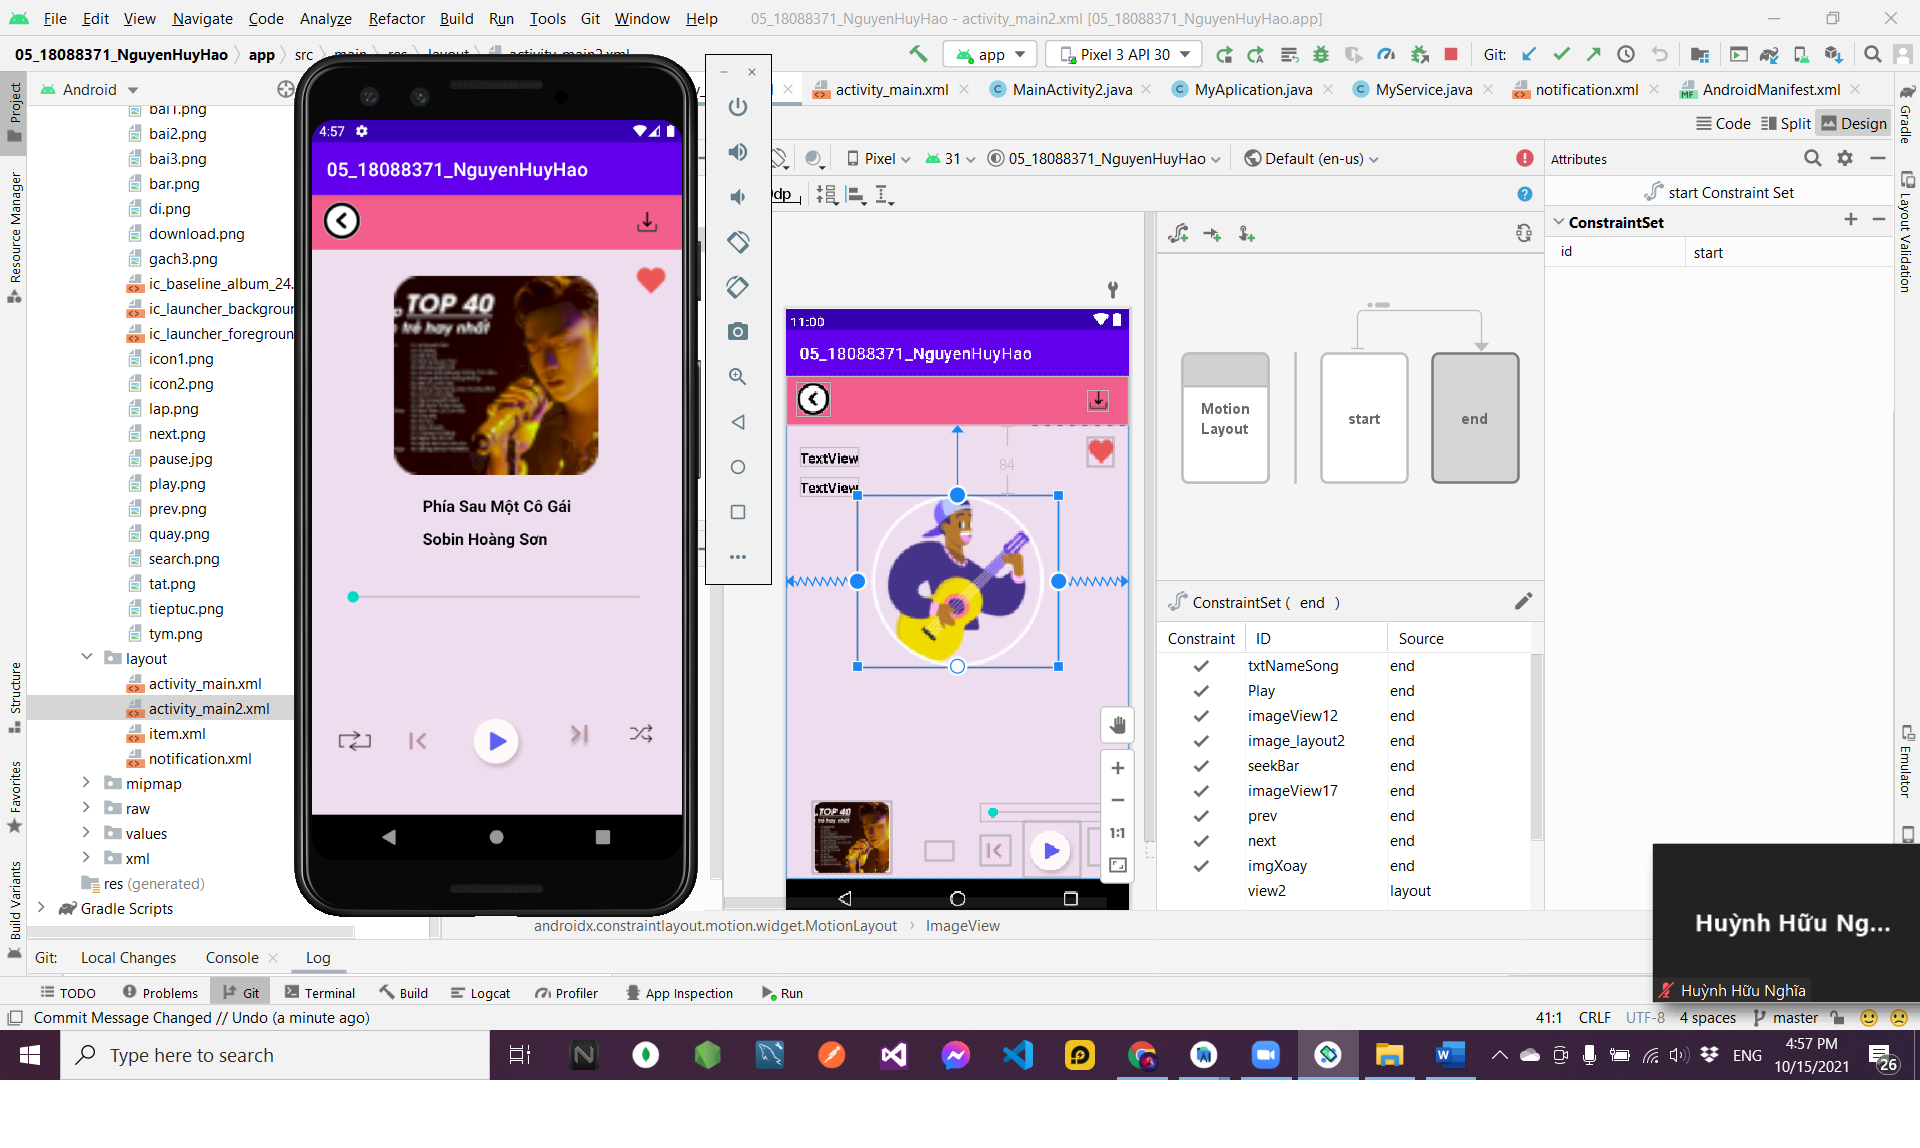 File Edit View Navigate Code Analyze Refactor Build Run Tools Git Window Help 05_18088371_NguyenHuyHao - activity_main2.xml [05_18088371_NguyenHuyHao.app]
05_18088371_NguyenHuyHao app src main res layout activity_main2.xml
app Pixel 3 API 30 Git:
Android
activity_main.xml MainActivity2.java MyAplication.java MyService.java notification.xml AndroidManifest.xml
Code Split Design
Pixel 31 05_18088371_NguyenHuyHao Default (en-us)
Attributes
start Constraint Set
ConstraintSet
id start
Project
Resource Manager
Structure
Favorites
Build Variants
bai1.png
bai2.png
bai3.png
bar.png
di.png
download.png
gach3.png
ic_baseline_album_24.
ic_launcher_backgroun
ic_launcher_foregroun
icon1.png
icon2.png
lap.png
next.png
pause.jpg
play.png
prev.png
quay.png
search.png
tat.png
tieptuc.png
tym.png
layout
activity_main.xml
activity_main2.xml
item.xml
notification.xml
mipmap
raw
values
xml
res (generated)
Gradle Scripts
4:57
05_18088371_NguyenHuyHao
TOP 40
trẻ hay nhất
Phía Sau Một Cô Gái
Sobin Hoàng Sơn
0dp
11:00
05_18088371_NguyenHuyHao
84
TextView
TextView
TOP 40
trẻ hay nhất
1:1
Motion
Layout
start
end
ConstraintSet ( end )
Constraint ID Source
txtNameSong end
Play end
imageView12 end
image_layout2 end
seekBar end
imageView17 end
prev end
next end
imgXoay end
view2 layout
Gradle
Layout Validation
Emulator
androidx.constraintlayout.motion.widget.MotionLayout › ImageView
Huỳnh Hữu Ng...
Huỳnh Hữu Nghĩa
Git: Local Changes Console Log
TODO Problems Git Terminal Build Logcat Profiler App Inspection Run
Commit Message Changed // Undo (a minute ago)
41:1 CRLF UTF-8 4 spaces master
Type here to search
ENG
4:57 PM
10/15/2021
26